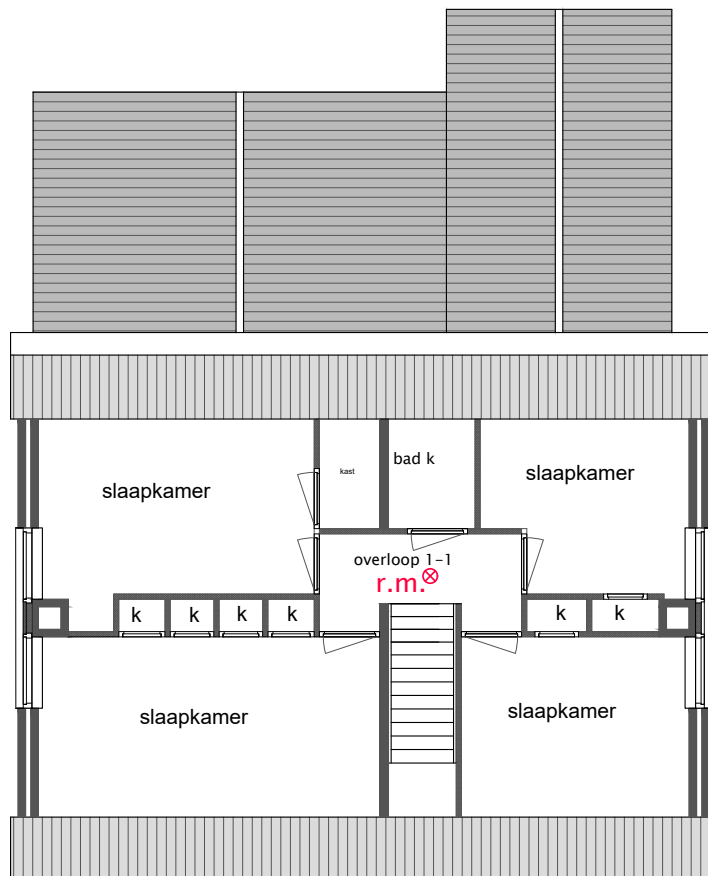 bad k
kast
slaapkamer
slaapkamer
overloop 1-1
r.m.
k
k
k
k
k
k
slaapkamer
slaapkamer